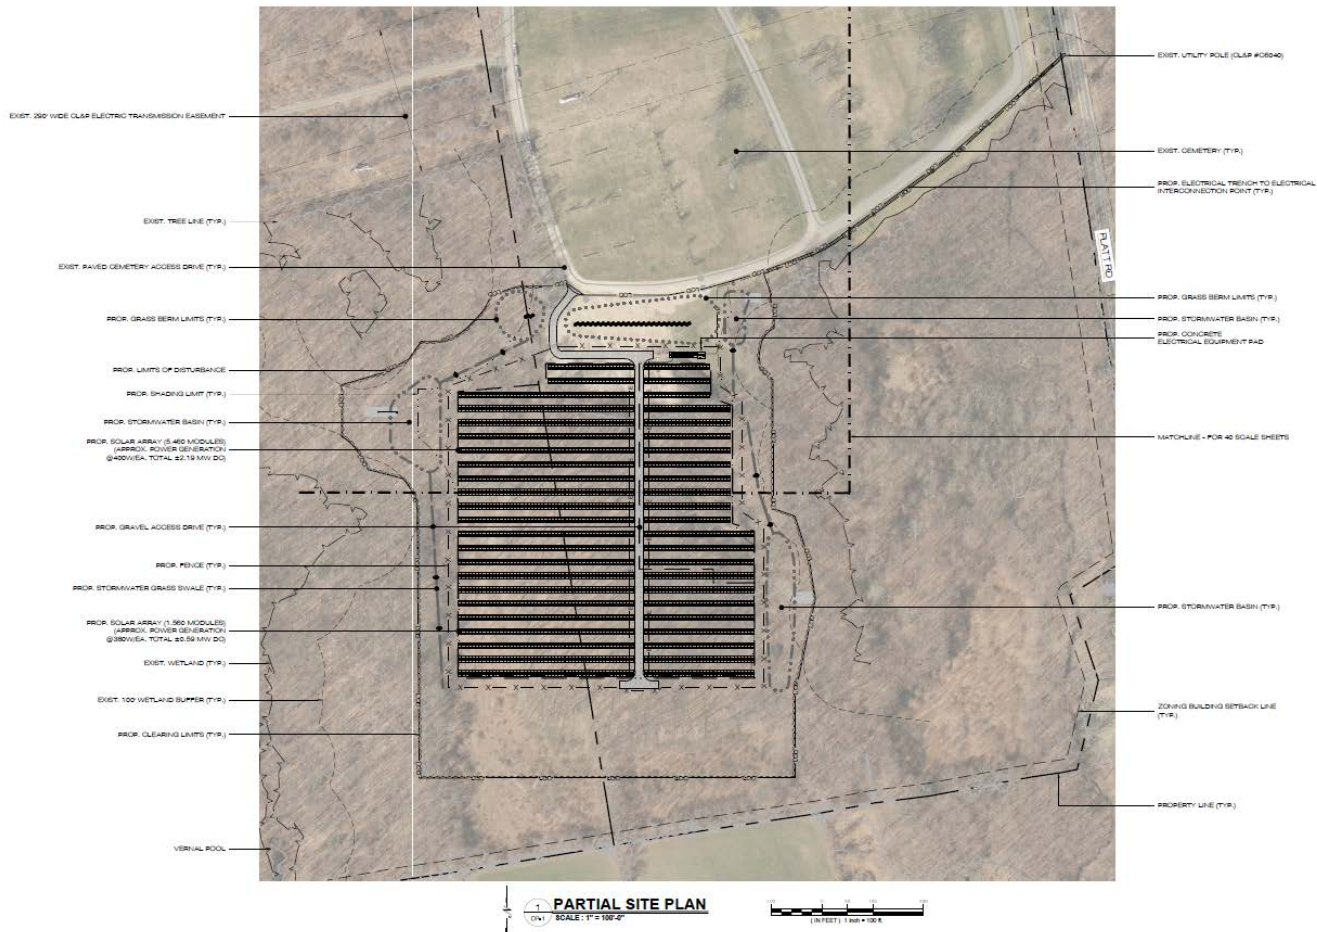 EXIST. 290' WIDE CL&P ELECTRIC TRANSMISSION EASEMENT
EXIST. TREE LINE (TYP.)
EXIST. PAVED CEMETERY ACCESS DRIVE (TYP.)
PROP. GRASS BERM LIMITS (TYP.)
PROP. LIMITS OF DISTURBANCE
PROP. SHADING LIMIT (TYP.)
PROP. STORMWATER BASIN (TYP.)
PROP. SOLAR ARRAY (5,460 MODULES)
(APPROX. POWER GENERATION
@400W/EA. TOTAL ±2.19 MW DC)
PROP. GRAVEL ACCESS DRIVE (TYP.)
PROP. FENCE (TYP.)
PROP. STORMWATER GRASS SWALE (TYP.)
PROP. SOLAR ARRAY (1,560 MODULES)
(APPROX. POWER GENERATION
@380W/EA. TOTAL ±0.59 MW DC)
EXIST. WETLAND (TYP.)
EXIST. 100' WETLAND BUFFER (TYP.)
PROP. CLEARING LIMITS (TYP.)
VERNAL POOL
EXIST. UTILITY POLE (CL&P #C6940)
EXIST. CEMETERY (TYP.)
PROP. ELECTRICAL TRENCH TO ELECTRICAL
INTERCONNECTION POINT (TYP.)
PLATT RD
PROP. GRASS BERM LIMITS (TYP.)
PROP. STORMWATER BASIN (TYP.)
PROP. CONCRETE
ELECTRICAL EQUIPMENT PAD
MATCHLINE - FOR 40 SCALE SHEETS
PROP. STORMWATER BASIN (TYP.)
ZONING BUILDING SETBACK LINE
(TYP.)
PROPERTY LINE (TYP.)
1
PARTIAL SITE PLAN
SCALE : 1" = 100'-0"
( IN FEET ) 1 inch = 100 ft.